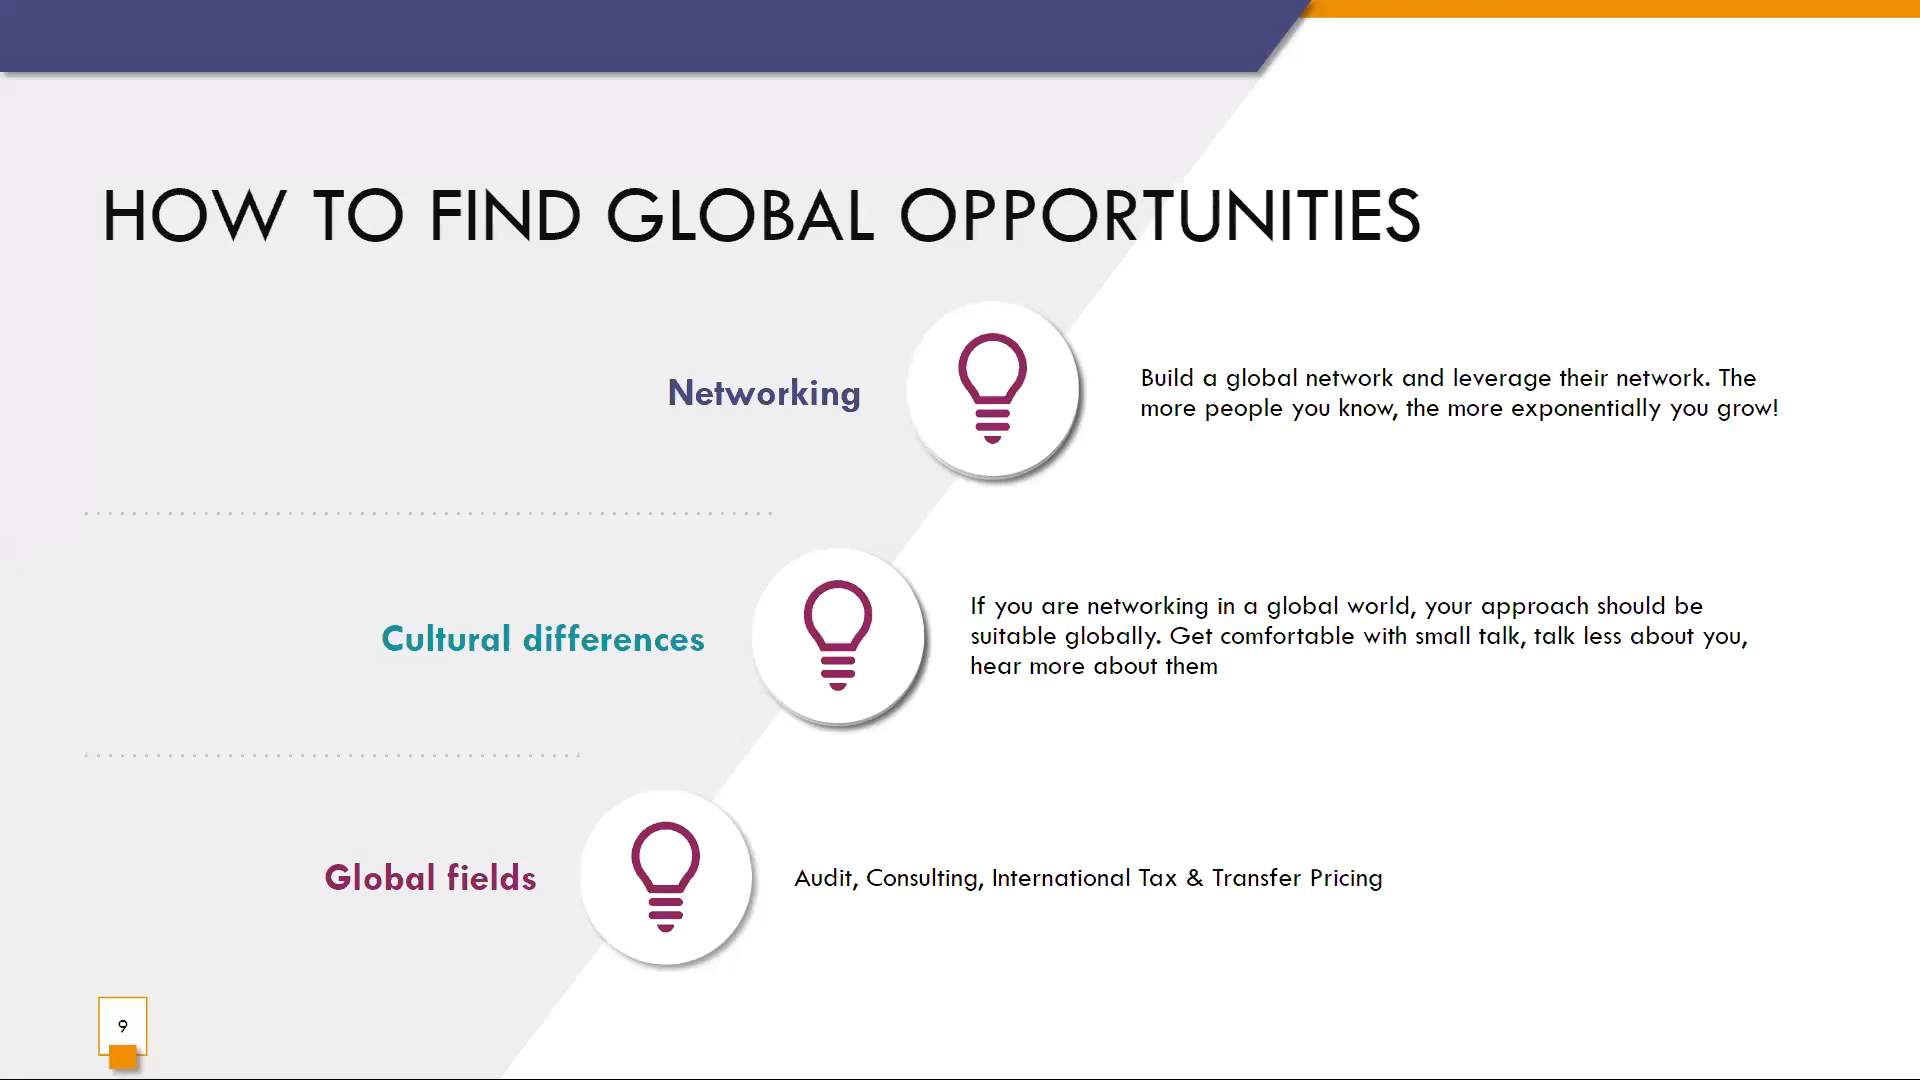 HOW TO FIND GLOBAL OPPORTUNITIES
Networking
Build a global network and leverage their network. The
more people you know, the more exponentially you grow!
Cultural differences
If you are networking in a global world, your approach should be
suitable globally. Get comfortable with small talk, talk less about you,
hear more about them
Global fields
Audit, Consulting, International Tax & Transfer Pricing
9